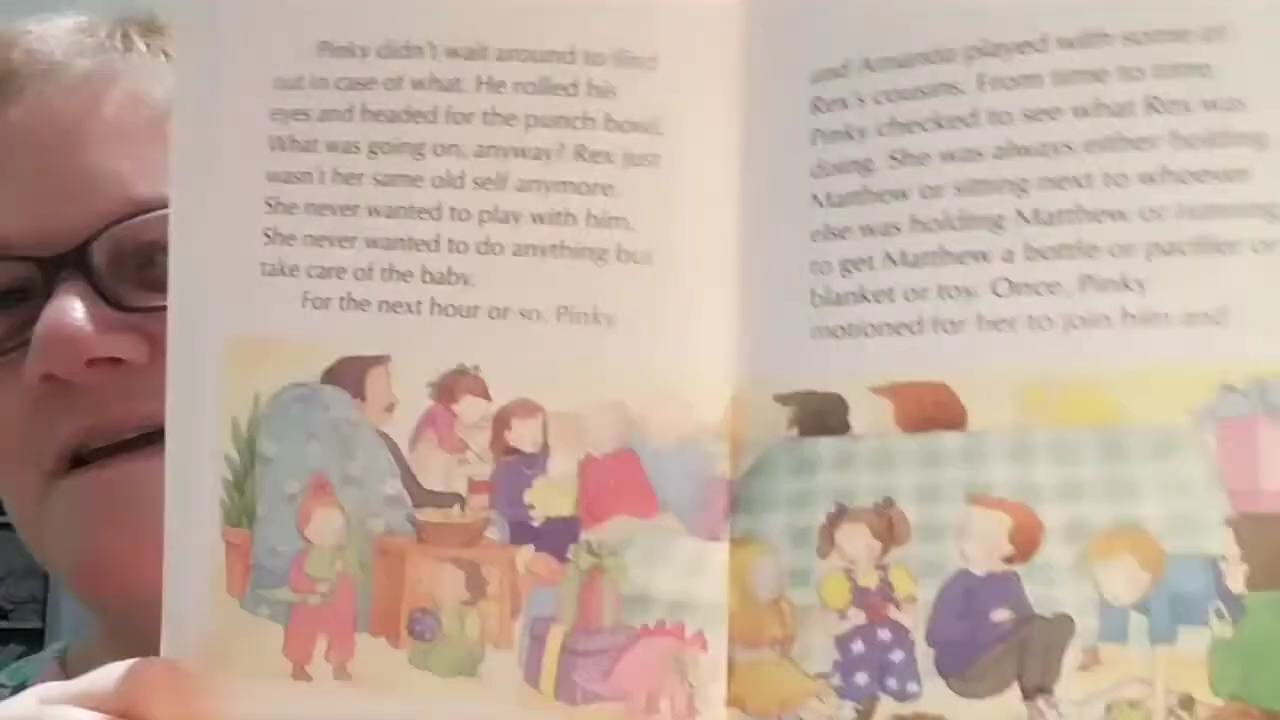 Pinky didn't wait around to find
out in case of what. He rolled his
eyes and headed for the punch bowl.
What was going on, anyway? Rex just
wasn't her same old self anymore.
She never wanted to play with him.
She never wanted to do anything but
take care of the baby.
For the next hour or so, Pinky
and Amanda played with some of
Rex's cousins. From time to time
Pinky checked to see what Rex was
doing. She was always either holding
Matthew or sitting next to whoever
else was holding Matthew or running
to get Matthew a bottle or pacifier or
blanket or toy. Once, Pinky
motioned for her to join him and